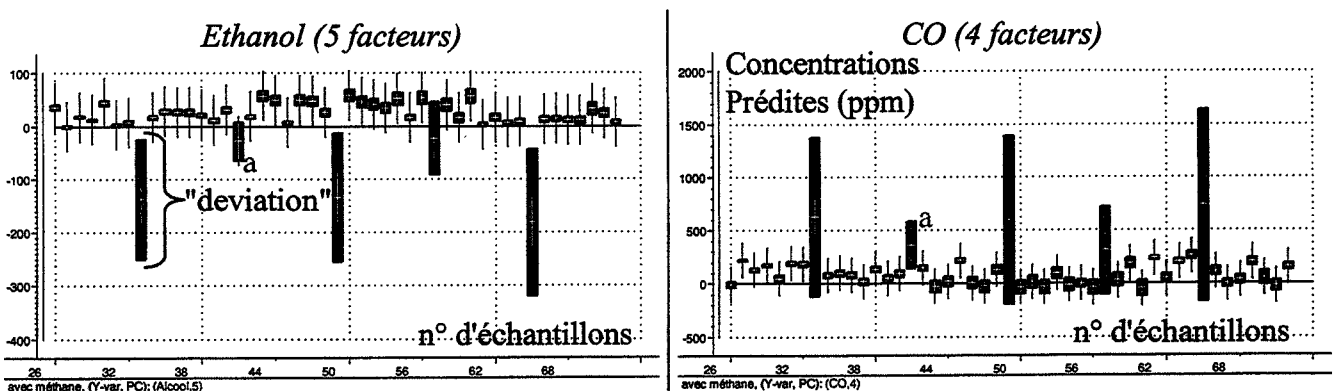 Ethanol (5 facteurs)
100
0
-100
-200
-300
-400
a
"deviation"
n° d'échantillons
26 32 38 44 50 56 62 68
avec méthane, (Y-var, PC): (Alcool,5)
CO (4 facteurs)
Concentrations
Prédites (ppm)
2000
1500
1000
500
0
-500
a
n° d'échantillons
26 32 38 44 50 56 62 68
avec méthane, (Y-var, PC): (CO,4)